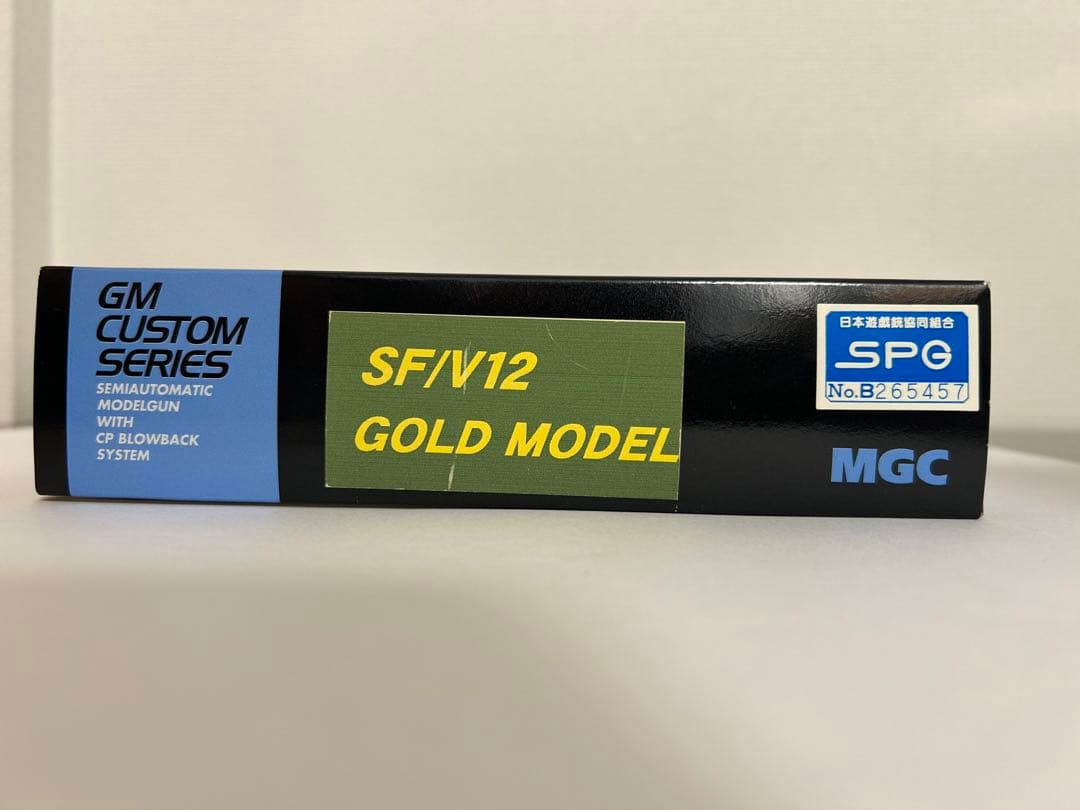 GM
CUSTOM
SERIES
SEMIAUTOMATIC
MODELGUN
WITH
CP BLOWBACK
SYSTEM
SF/V12
GOLD MODEL
日本遊戯銃協同組合
SPG
No.B265457
MGC